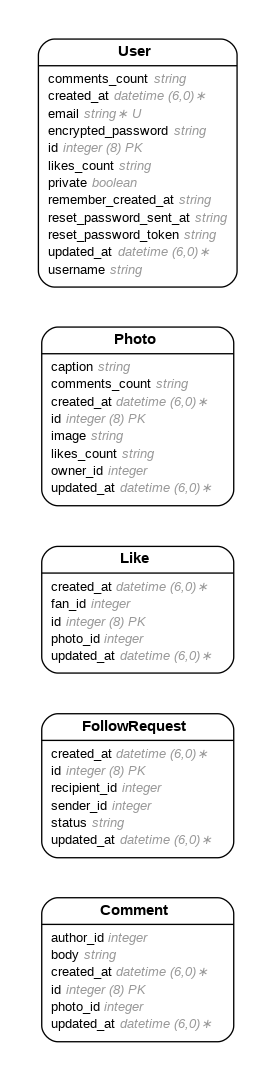 User
comments_count string
created_at datetime (6,0)∗
email string∗ U
encrypted_password string
id integer (8) PK
likes_count string
private boolean
remember_created_at string
reset_password_sent_at string
reset_password_token string
updated_at datetime (6,0)∗
username string
Photo
caption string
comments_count string
created_at datetime (6,0)∗
id integer (8) PK
image string
likes_count string
owner_id integer
updated_at datetime (6,0)∗
Like
created_at datetime (6,0)∗
fan_id integer
id integer (8) PK
photo_id integer
updated_at datetime (6,0)∗
FollowRequest
created_at datetime (6,0)∗
id integer (8) PK
recipient_id integer
sender_id integer
status string
updated_at datetime (6,0)∗
Comment
author_id integer
body string
created_at datetime (6,0)∗
id integer (8) PK
photo_id integer
updated_at datetime (6,0)∗